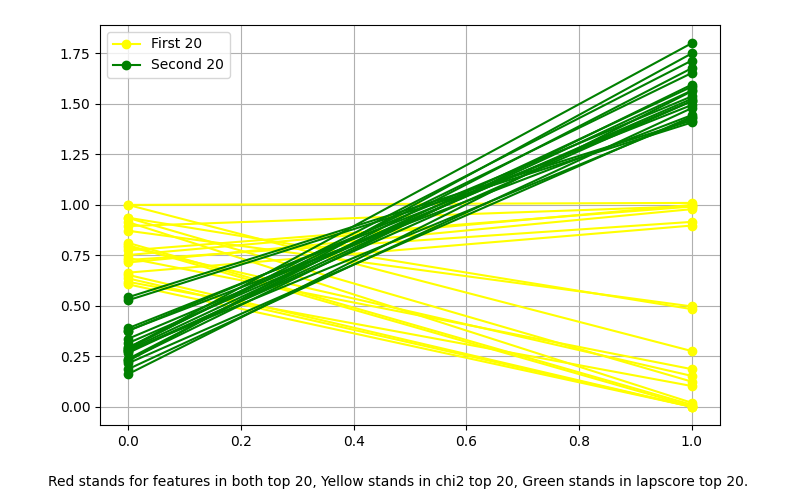 1.75
1.50
1.25
1.00
0.75
0.50
0.25
0.00
First 20
Second 20
0.0 0.2 0.4 0.6 0.8 1.0
Red stands for features in both top 20, Yellow stands in chi2 top 20, Green stands in lapscore top 20.